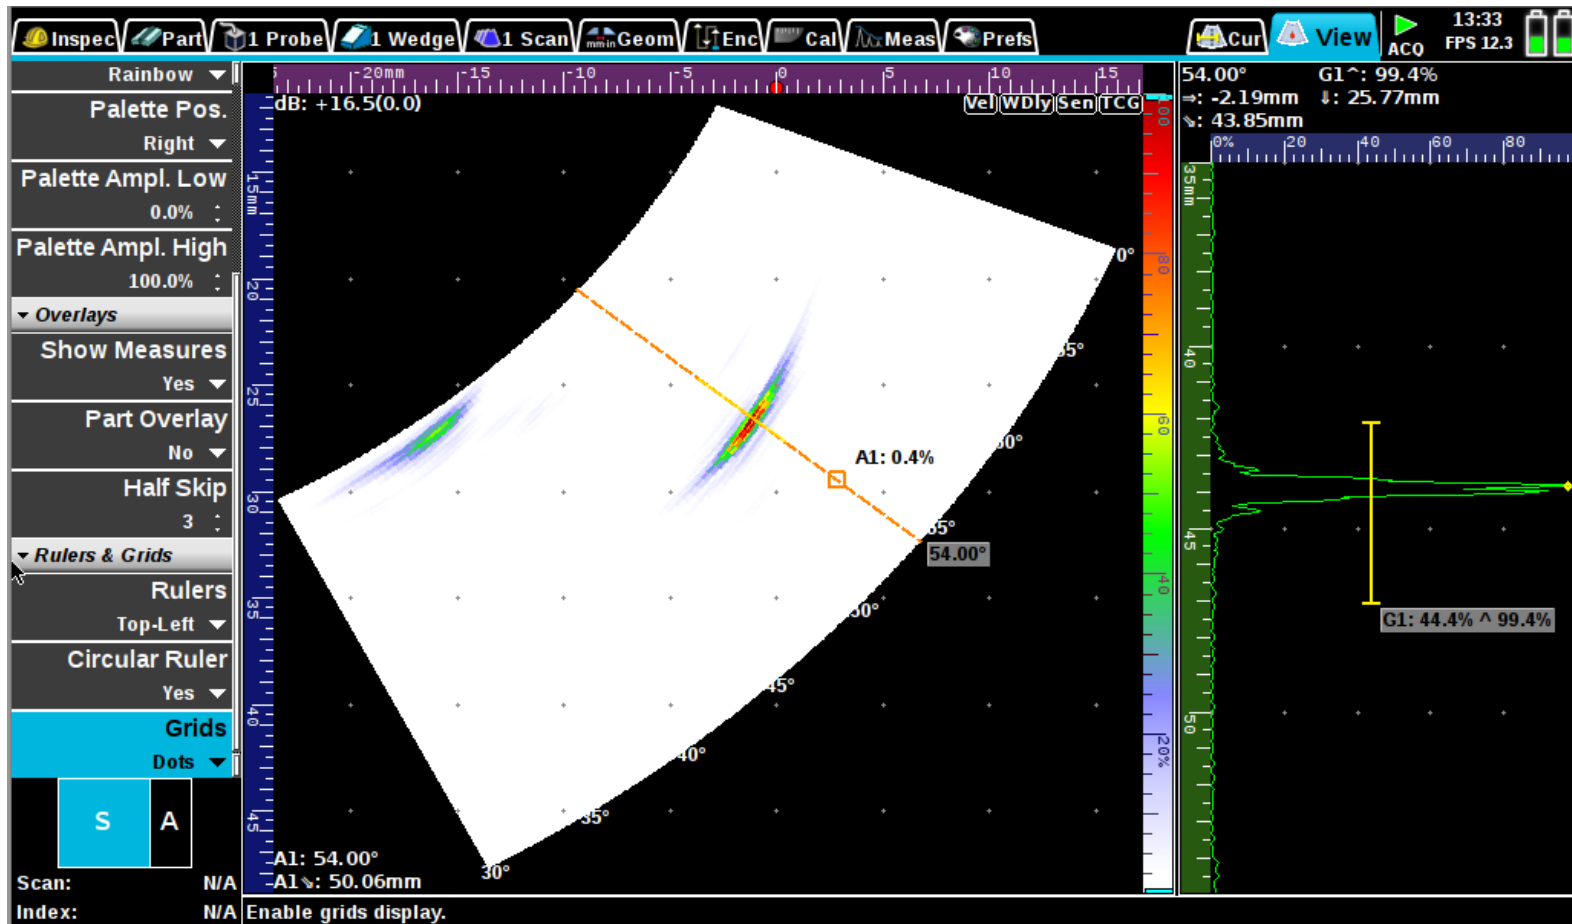 Inspec Part 1 Probe 1 Wedge 1 Scan Geom Enc Cal Meas Prefs Cur View ACQ 13:33
FPS 12.3
Rainbow
Palette Pos.
Right
Palette Ampl. Low
0.0%
Palette Ampl. High
100.0%
Overlays
Show Measures
Yes
Part Overlay
No
Half Skip
3
Rulers & Grids
Rulers
Top-Left
Circular Ruler
Yes
Grids
Dots
S A
Scan: N/A
Index: N/A
-20mm -15 -10 -5 0 5 10 15
dB: +16.5(0.0)
Vel WDly Sen TCG
15mm
20
25
30
35
40
45
0°
55°
50°
A1: 0.4%
54.00°
45°
40°
35°
30°
A1: 54.00°
A1⇘: 50.06mm
Enable grids display.
100
80
60
40
20%
54.00° G1^: 99.4%
⇒: -2.19mm ⇓: 25.77mm
⇘: 43.85mm
0% 20 40 60 80
35mm
40
45
50
G1: 44.4% ^ 99.4%